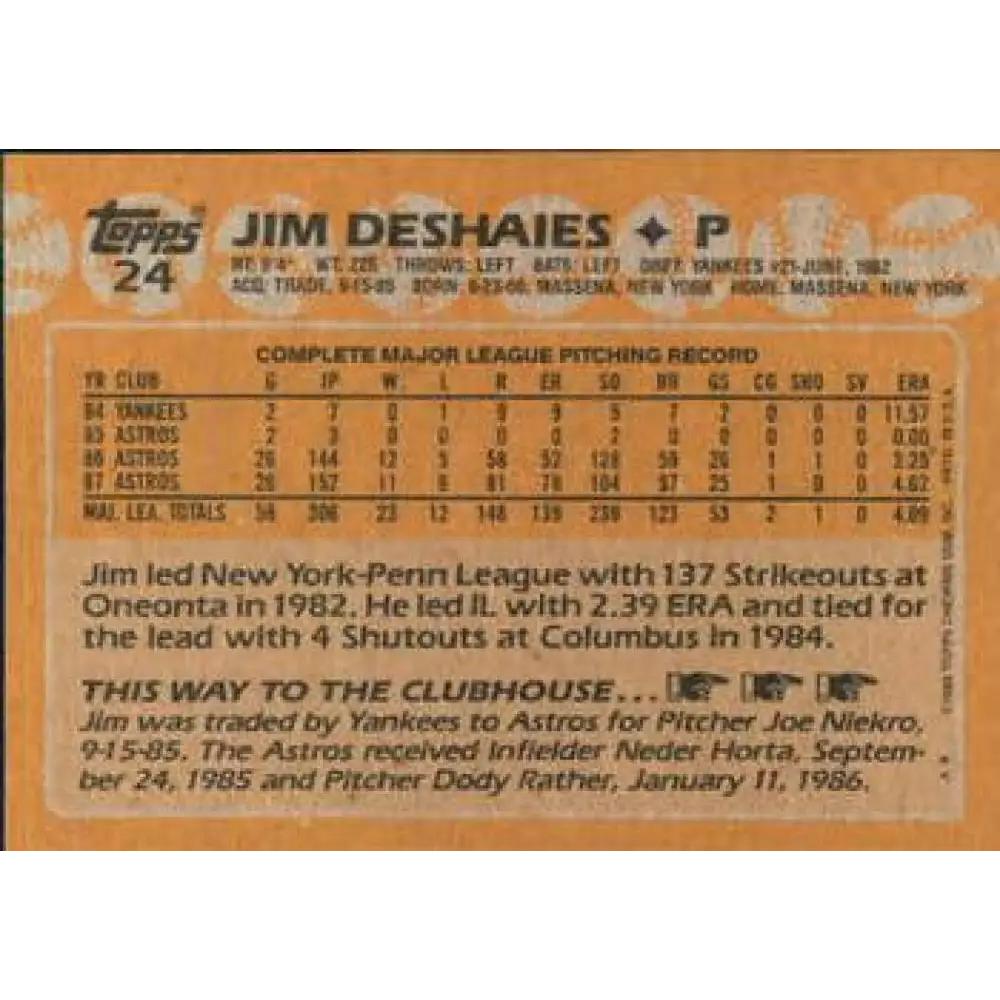 Topps
24
JIM DESHAIES P
HT: 6'4" WT: 220 THROWS: LEFT BATS: LEFT DRFT: YANKEES #21-JUNE, 1982
ACQ: TRADE, 9-15-85 BORN: 6-23-60, MASSENA, NEW YORK HOME: MASSENA, NEW YORK
COMPLETE MAJOR LEAGUE PITCHING RECORD
YR CLUB G IP W L R ER SO BB GS CG SHO SV ERA
84 YANKEES 2 7 0 1 9 9 5 7 2 0 0 0 11.57
85 ASTROS 2 3 0 0 0 0 2 0 0 0 0 0 0.00
86 ASTROS 26 144 12 5 58 52 128 59 26 1 1 0 3.25
87 ASTROS 26 152 11 6 81 78 104 57 25 1 0 0 4.62
MAJ. LEA. TOTALS 56 306 23 12 148 139 239 123 53 2 1 0 4.09
Jim led New York-Penn League with 137 Strikeouts at
Oneonta in 1982. He led IL with 2.39 ERA and tied for
the lead with 4 Shutouts at Columbus in 1984.
THIS WAY TO THE CLUBHOUSE...
Jim was traded by Yankees to Astros for Pitcher Joe Niekro,
9-15-85. The Astros received Infielder Neder Horta, Septem-
ber 24, 1985 and Pitcher Dody Rather, January 11, 1986.